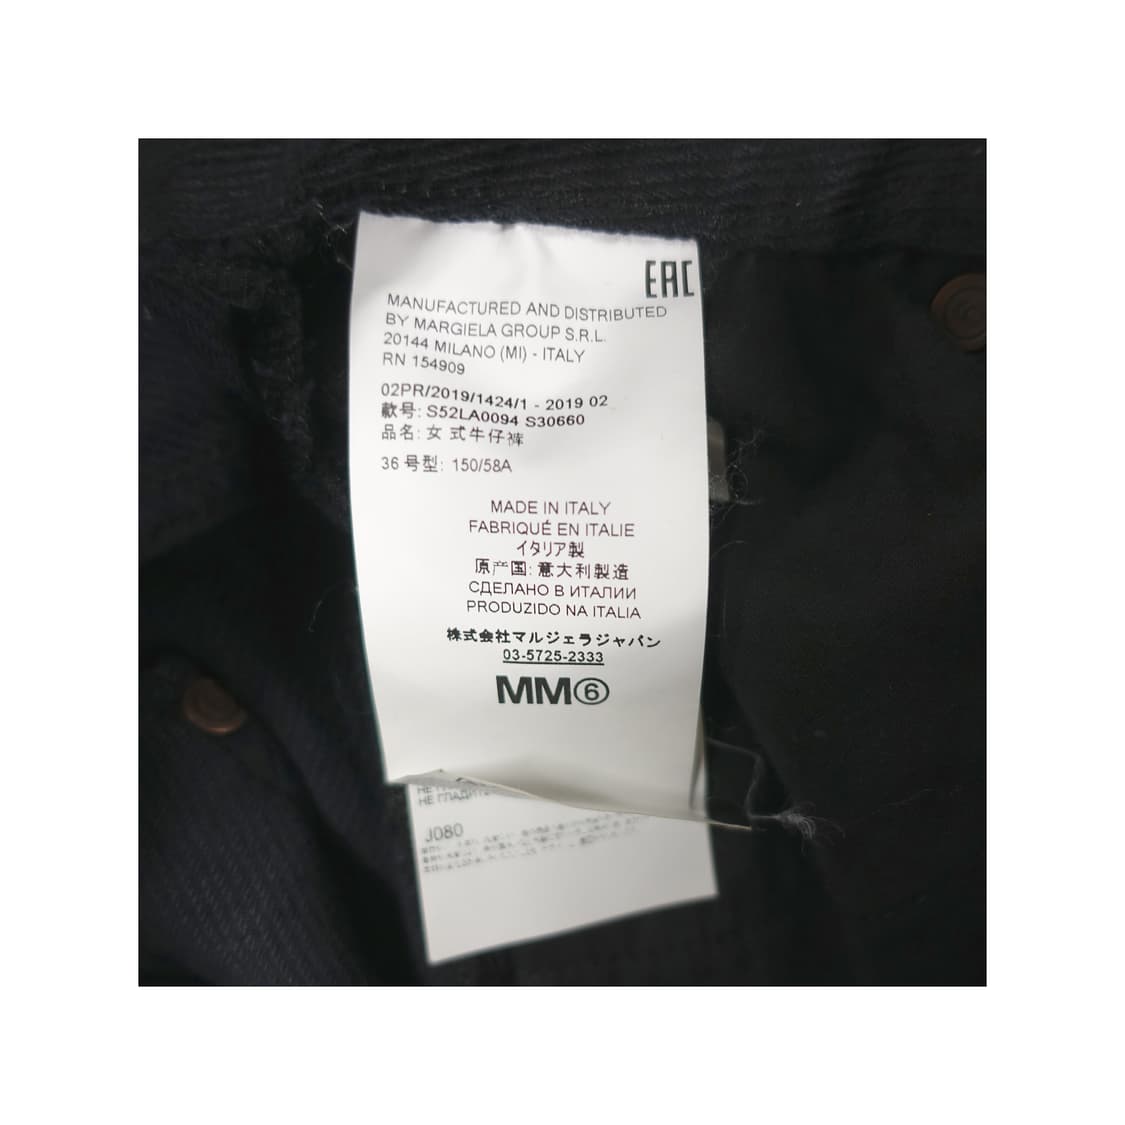 EAC
MANUFACTURED AND DISTRIBUTED
BY MARGIELA GROUP S.R.L.
20144 MILANO (MI) - ITALY
RN 154909
02PR/2019/1424/1 - 2019 02
款号: S52LA0094 S30660
品名: 女 式牛仔裤
36 号型: 150/58A
MADE IN ITALY
FABRIQUÉ EN ITALIE
イタリア製
原产国: 意大利製造
СДЕЛАНО В ИТАЛИИ
PRODUZIDO NA ITALIA
株式会社マルジェラジャパン
03-5725-2333
MM⑥
НЕ
НЕ ГЛАДИТЬ
J080